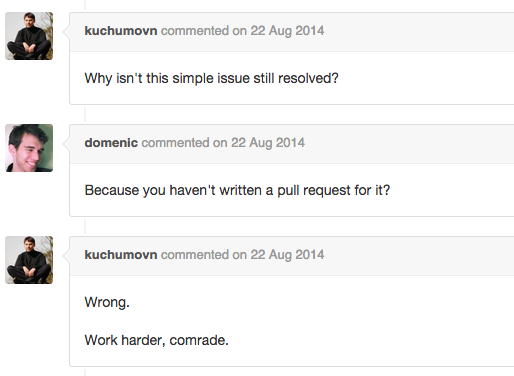 kuchumovn commented on 22 Aug 2014
Why isn't this simple issue still resolved?
domenic commented on 22 Aug 2014
Because you haven't written a pull request for it?
kuchumovn commented on 22 Aug 2014
Wrong.
Work harder, comrade.